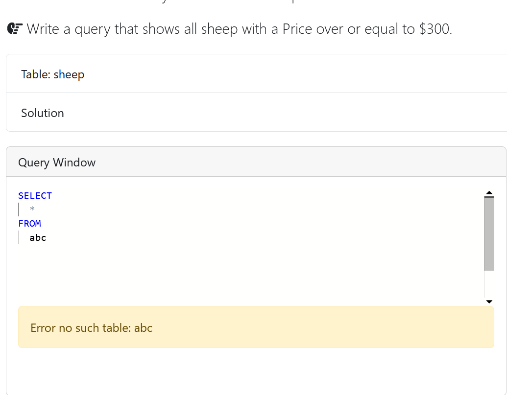 Write a query that shows all sheep with a Price over or equal to $300.
Table: sheep
Solution
Query Window
SELECT
*
FROM
abc
Error no such table: abc